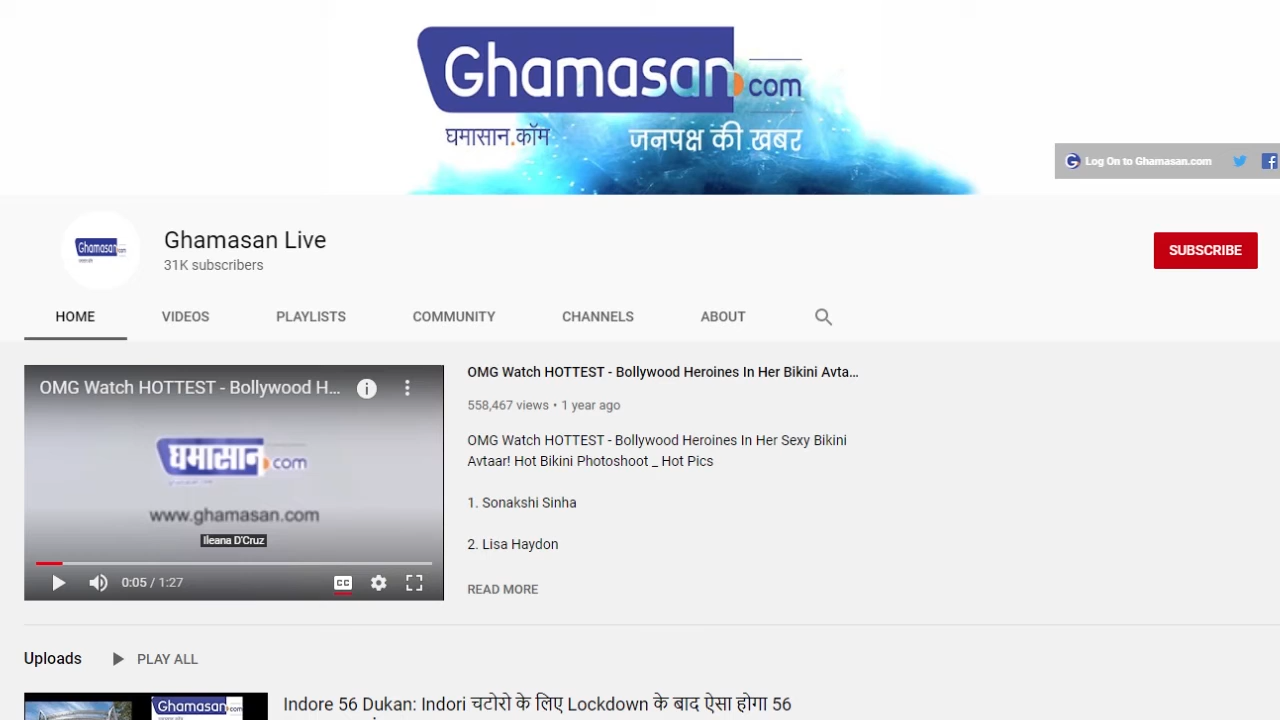 Ghamasan.com
घमासान.कॉम
जनपक्ष की खबर
Log On to Ghamasan.com
Ghamasan
Ghamasan Live
31K subscribers
SUBSCRIBE
HOME VIDEOS PLAYLISTS COMMUNITY CHANNELS ABOUT
OMG Watch HOTTEST - Bollywood H...
घमासान.com
www.ghamasan.com
Ileana D'Cruz
0:05 / 1:27
CC
OMG Watch HOTTEST - Bollywood Heroines In Her Bikini Avta...
558,467 views • 1 year ago
OMG Watch HOTTEST - Bollywood Heroines In Her Sexy Bikini
Avtaar! Hot Bikini Photoshoot _ Hot Pics
1. Sonakshi Sinha
2. Lisa Haydon
READ MORE
Uploads PLAY ALL
Ghamasan
Indore 56 Dukan: Indori चटोरो के लिए Lockdown के बाद ऐसा होगा 56